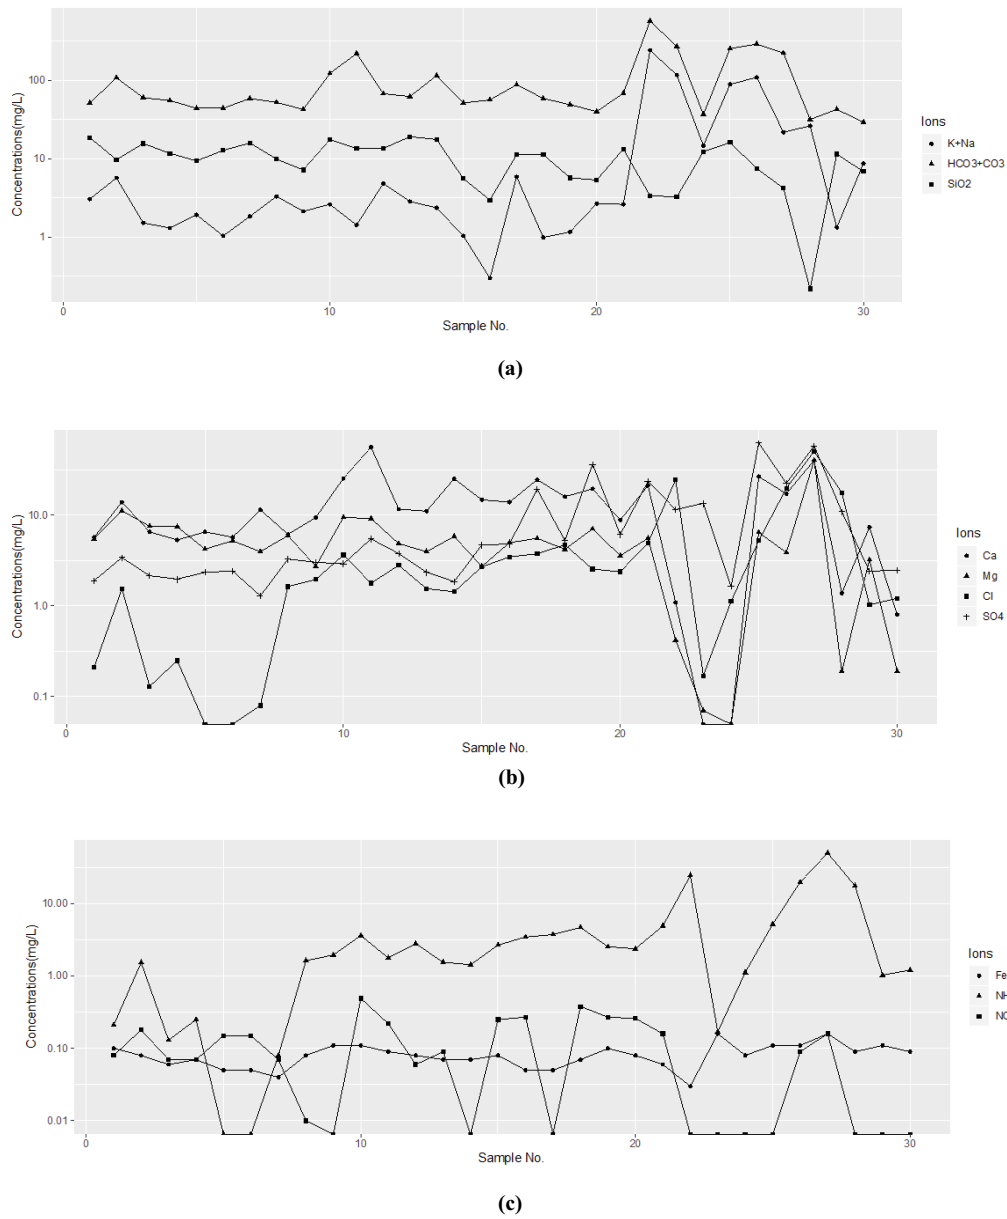 100
10
1
0
10
20
30
Concentrations(mg/L)
Sample No.
Ions
K+Na
HCO3+CO3
SiO2
(a)
10.0
1.0
0.1
0
10
20
30
Concentrations(mg/L)
Sample No.
Ions
Ca
Mg
Cl
SO4
(b)
10.00
1.00
0.10
0.01
0
10
20
30
Concentrations(mg/L)
Sample No.
Ions
Fe
(c)